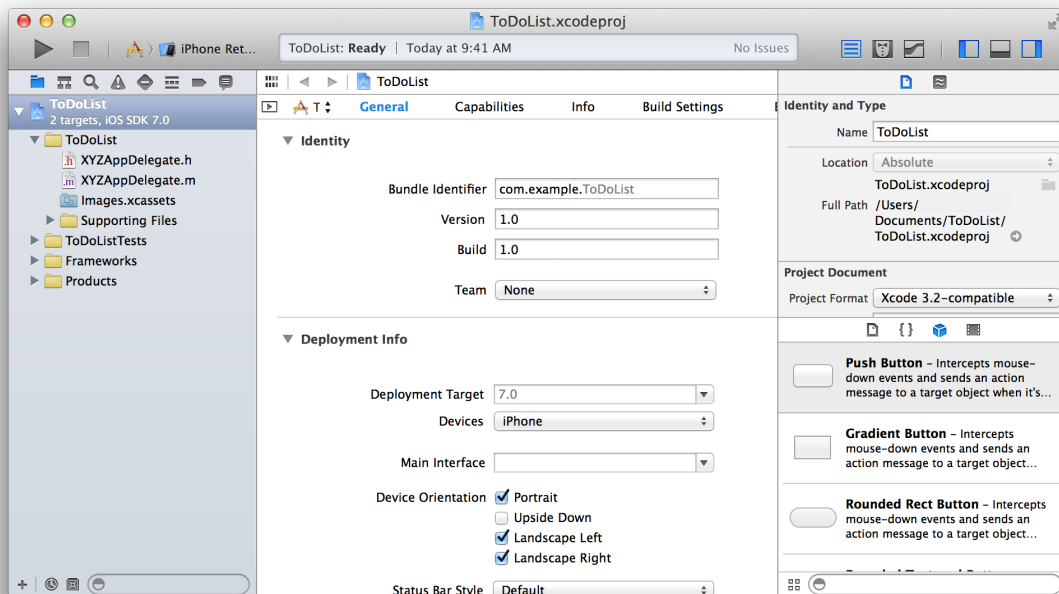 ToDoList.xcodeproj
iPhone Ret...
ToDoList: Ready | Today at 9:41 AM
No Issues
ToDoList
2 targets, iOS SDK 7.0
ToDoList
XYZAppDelegate.h
XYZAppDelegate.m
Images.xcassets
Supporting Files
ToDoListTests
Frameworks
Products
ToDoList
T
General
Capabilities
Info
Build Settings
Identity
Bundle Identifier
com.example.ToDoList
Version
1.0
Build
1.0
Team
None
Deployment Info
Deployment Target
7.0
Devices
iPhone
Main Interface
Device Orientation
Portrait
Upside Down
Landscape Left
Landscape Right
Status Bar Style
Default
Identity and Type
Name
ToDoList
Location
Absolute
ToDoList.xcodeproj
Full Path
/Users/
Documents/ToDoList/
ToDoList.xcodeproj
Project Document
Project Format
Xcode 3.2-compatible
Push Button – Intercepts mouse-
down events and sends an action
message to a target object when it's...
Gradient Button – Intercepts
mouse-down events and sends an
action message to a target object...
Rounded Rect Button – Intercepts
mouse-down events and sends an
action message to a target object...